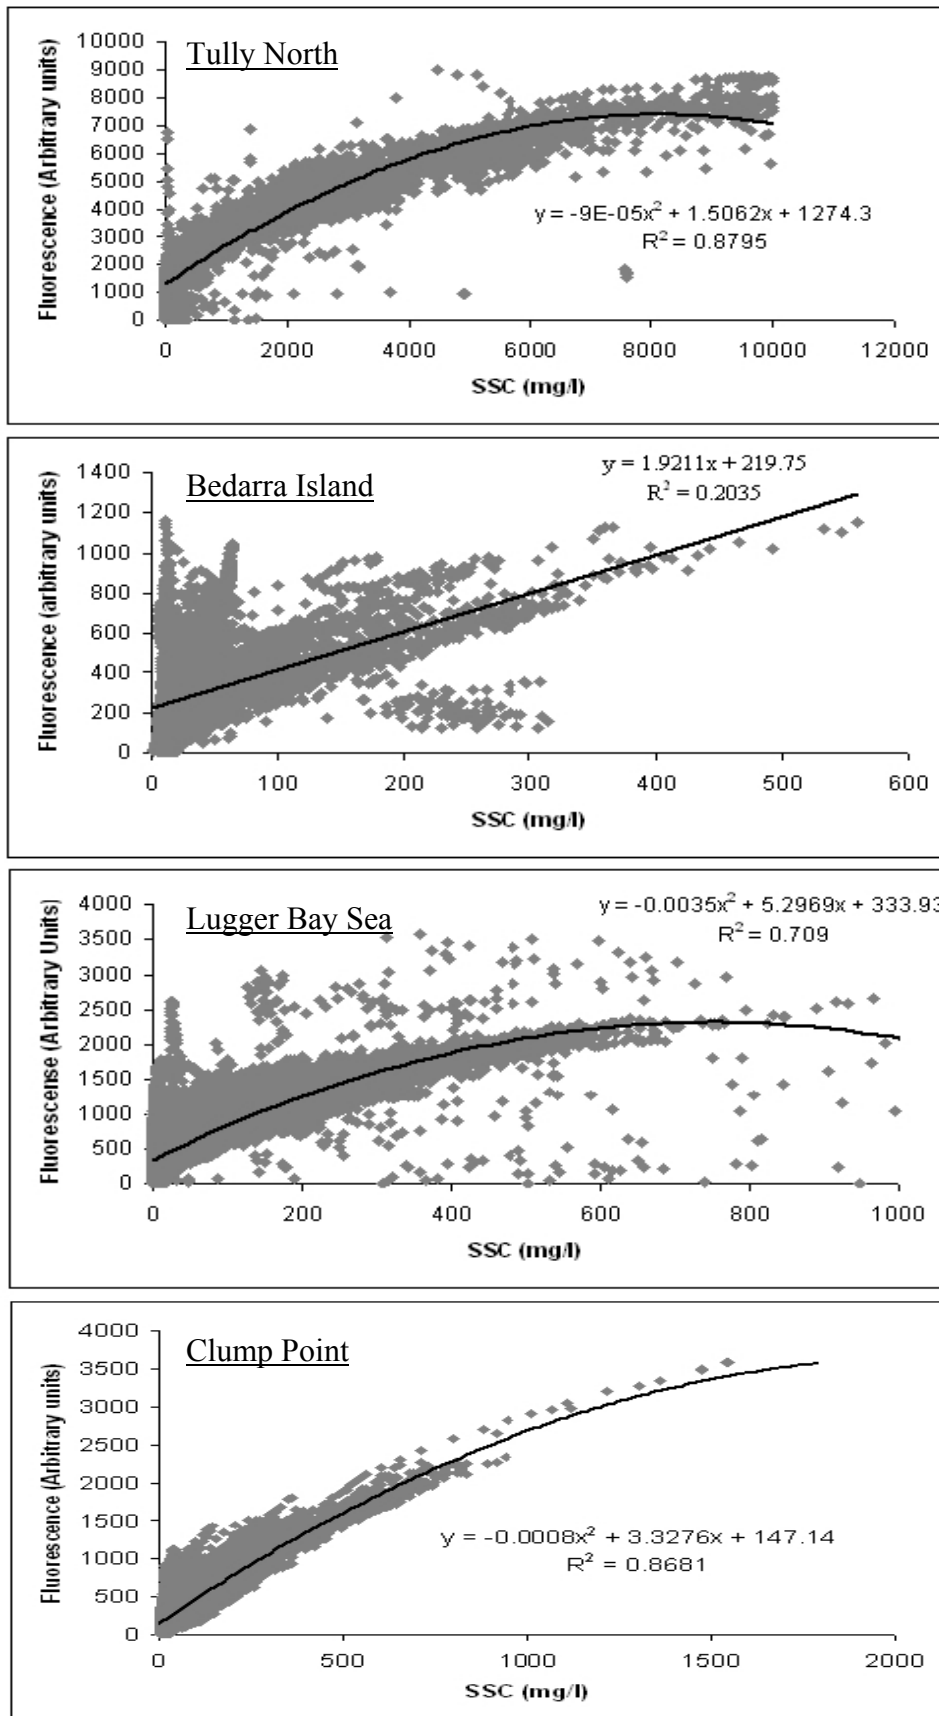 Tully North
Fluorescence (Arbitrary units)
10000
9000
8000
7000
6000
5000
4000
3000
2000
1000
0
y = -9E-05x² + 1.5062x + 1274.3
R² = 0.8795
0 2000 4000 6000 8000 10000 12000
SSC (mg/l)
Bedarra Island
Fluorescence (arbitrary units)
1400
1200
1000
800
600
400
200
0
y = 1.9211x + 219.75
R² = 0.2035
0 100 200 300 400 500 600
SSC (mg/l)
Lugger Bay Sea
Fluorescense (Arbitrary Units)
4000
3500
3000
2500
2000
1500
1000
500
0
y = -0.0035x² + 5.2969x + 333.93
R² = 0.709
0 200 400 600 800 1000
SSC (mg/l)
Clump Point
Fluorescence (Arbitrary units)
4000
3500
3000
2500
2000
1500
1000
500
0
y = -0.0008x² + 3.3276x + 147.14
R² = 0.8681
0 500 1000 1500 2000
SSC (mg/l)